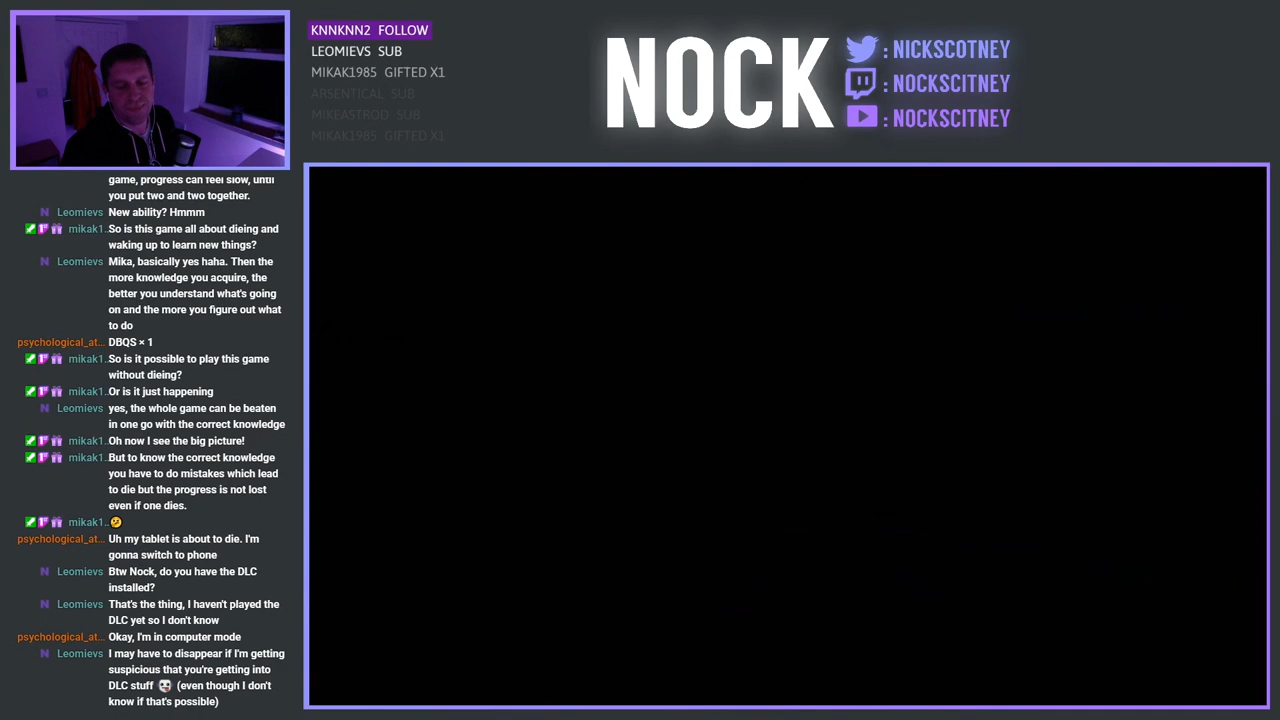 KNNKNN2 FOLLOW
LEOMIEVS SUB
MIKAK1985 GIFTED X1
ARSENTICAL SUB
MIKEASTROD SUB
MIKAK1985 GIFTED X1
NOCK
: NICKSCOTNEY
: NOCKSCITNEY
: NOCKSCITNEY
game, progress can feel slow, until
you put two and two together.
Leomievs New ability? Hmmm
mikak1.. So is this game all about dieing and
waking up to learn new things?
Leomievs Mika, basically yes haha. Then the
more knowledge you acquire, the
better you understand what's going
on and the more you figure out what
to do
psychological_at... DBQS × 1
mikak1.. So is it possible to play this game
without dieing?
mikak1.. Or is it just happening
Leomievs yes, the whole game can be beaten
in one go with the correct knowledge
mikak1.. Oh now I see the big picture!
mikak1.. But to know the correct knowledge
you have to do mistakes which lead
to die but the progress is not lost
even if one dies.
mikak1.. 🤔
psychological_at... Uh my tablet is about to die. I'm
gonna switch to phone
Leomievs Btw Nock, do you have the DLC
installed?
Leomievs That's the thing, I haven't played the
DLC yet so I don't know
psychological_at... Okay, I'm in computer mode
Leomievs I may have to disappear if I'm getting
suspicious that you're getting into
DLC stuff (even though I don't
know if that's possible)